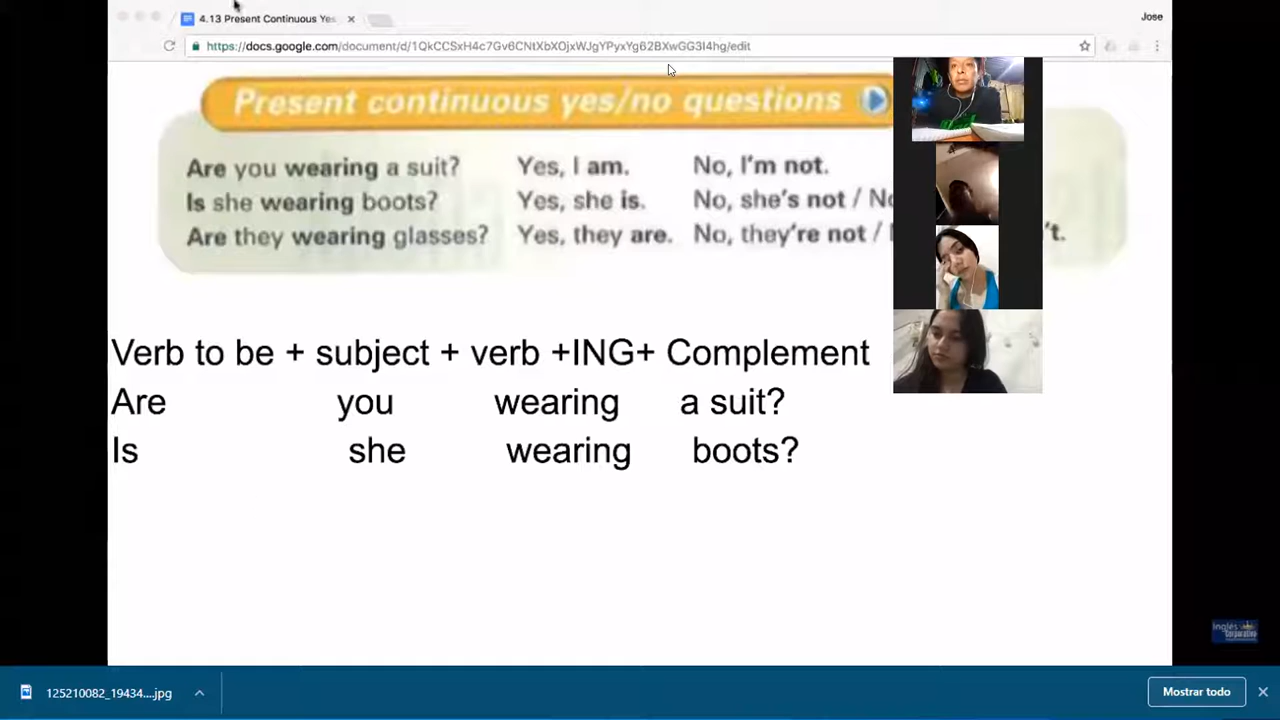 4.13 Present Continuous Yes
Jose
https://docs.google.com/document/d/1QkCCSxH4c7Gv6CNtXbXOjxWJgYPyxYg62BXwGG3I4hg/edit
Present continuous yes/no questions
Are you wearing a suit? Yes, I am. No, I'm not.
Is she wearing boots? Yes, she is. No, she's not / No
Are they wearing glasses? Yes, they are. No, they're not / 't.
Verb to be + subject + verb +ING+ Complement
Are you wearing a suit?
Is she wearing boots?
Inglés
Corporativo
125210082_19434....jpg
Mostrar todo